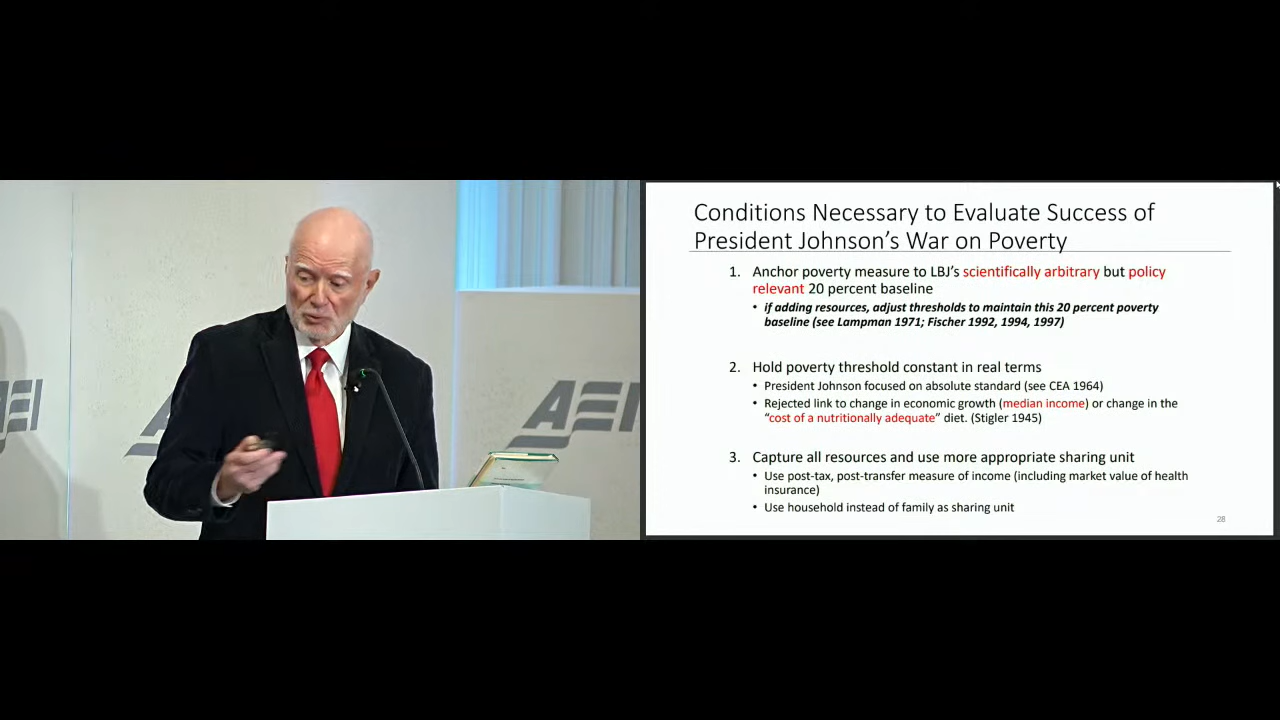 AEI
AEI
AE
Conditions Necessary to Evaluate Success of
President Johnson's War on Poverty
1. Anchor poverty measure to LBJ's scientifically arbitrary but policy
relevant 20 percent baseline
• if adding resources, adjust thresholds to maintain this 20 percent poverty
baseline (see Lampman 1971; Fischer 1992, 1994, 1997)
2. Hold poverty threshold constant in real terms
• President Johnson focused on absolute standard (see CEA 1964)
• Rejected link to change in economic growth (median income) or change in the
"cost of a nutritionally adequate" diet. (Stigler 1945)
3. Capture all resources and use more appropriate sharing unit
• Use post-tax, post-transfer measure of income (including market value of health
insurance)
• Use household instead of family as sharing unit
28